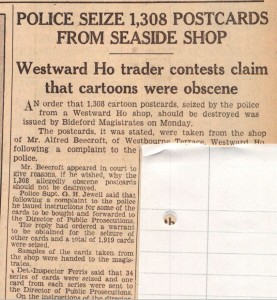 POLICE SEIZE 1,308 POSTCARDS
FROM SEASIDE SHOP
Westward Ho trader contests claim
that cartoons were obscene
AN order that 1,308 cartoon postcards, seized by the police
from a Westward Ho shop, should be destroyed was
issued by Bideford Magistrates on Monday.
The postcards, it was stated, were taken from the shop
of Mr. Alfred Beecroft, of Westbourne Terrace, Westward Ho
following a complaint to the
police.
Mr. Beecroft appeared in court to
give reasons, if he wished, why the
1,308 allegedly obscene postcards
should not be destroyed.
Police Supt. G. H. Jewell said that
following a complaint to the police
he issued instructions for some of the
cards to be bought and forwarded to the
Director of Public Prosecutions.
The reply had ordered a warrant
to be obtained for the seizure of
other cards and a total of 1,919 cards
were seized.
Samples of the cards taken from
the shop were handed to the magis-
trates.
Det.-Inspector Ferris said that 34
series of cards were seized and one
card from each series were sent to
the Director of Public Prosecutions.
On the instructions of the director